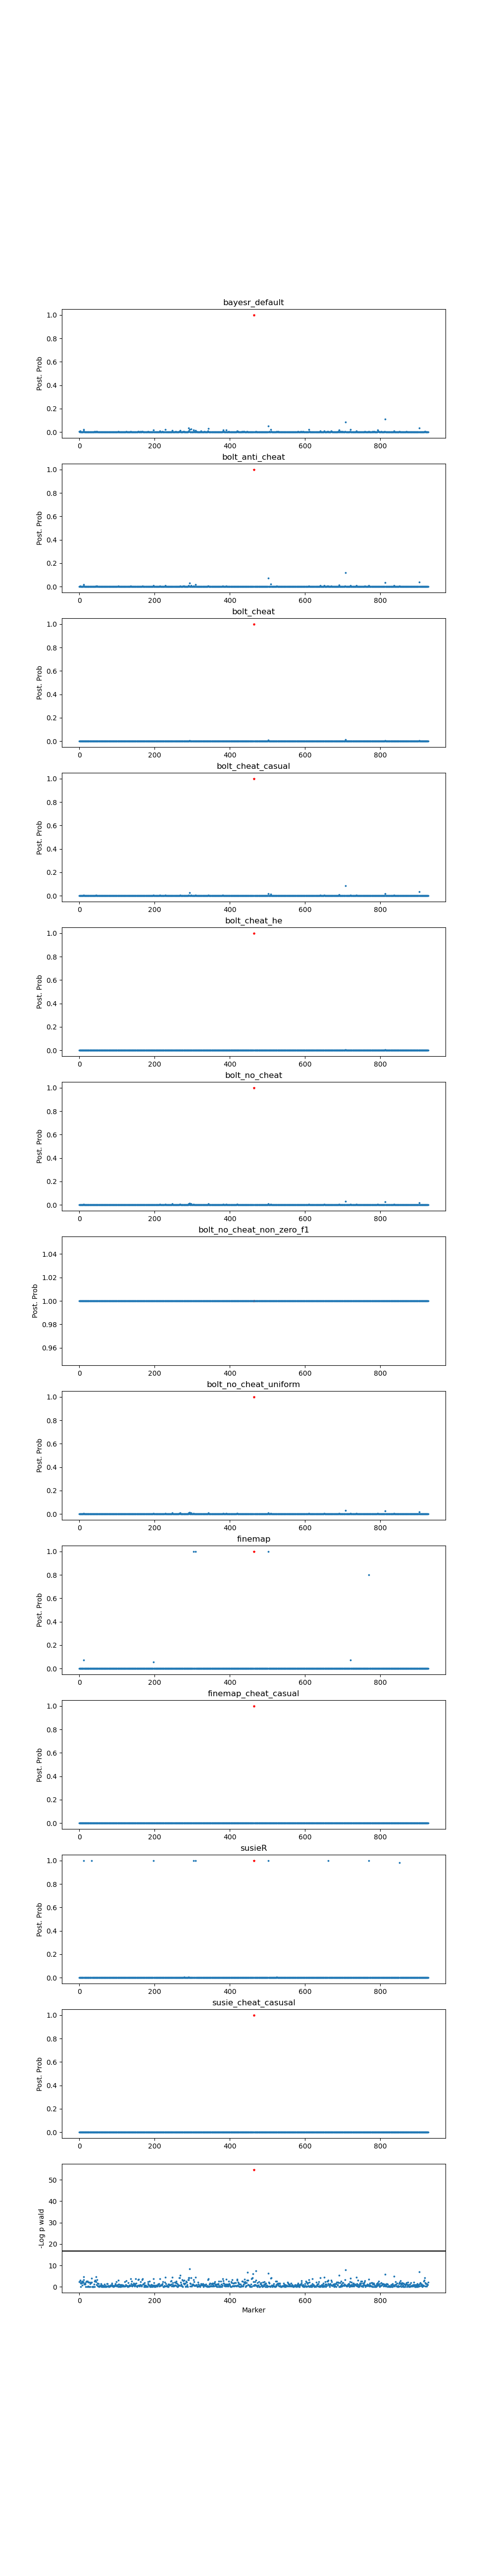 bayesr_default
1.0
0.8
0.6
0.4
0.2
0.0
Post. Prob
0 200 400 600 800
bolt_anti_cheat
1.0
0.8
0.6
0.4
0.2
0.0
Post. Prob
0 200 400 600 800
bolt_cheat
1.0
0.8
0.6
0.4
0.2
0.0
Post. Prob
0 200 400 600 800
bolt_cheat_casual
1.0
0.8
0.6
0.4
0.2
0.0
Post. Prob
0 200 400 600 800
bolt_cheat_he
1.0
0.8
0.6
0.4
0.2
0.0
Post. Prob
0 200 400 600 800
bolt_no_cheat
1.0
0.8
0.6
0.4
0.2
0.0
Post. Prob
0 200 400 600 800
bolt_no_cheat_non_zero_f1
1.04
1.02
1.00
0.98
0.96
Post. Prob
0 200 400 600 800
bolt_no_cheat_uniform
1.0
0.8
0.6
0.4
0.2
0.0
Post. Prob
0 200 400 600 800
finemap
1.0
0.8
0.6
0.4
0.2
0.0
Post. Prob
0 200 400 600 800
finemap_cheat_casual
1.0
0.8
0.6
0.4
0.2
0.0
Post. Prob
0 200 400 600 800
susieR
1.0
0.8
0.6
0.4
0.2
0.0
Post. Prob
0 200 400 600 800
susie_cheat_casusal
1.0
0.8
0.6
0.4
0.2
0.0
Post. Prob
0 200 400 600 800
50
40
30
20
10
0
-Log p wald
0 200 400 600 800
Marker